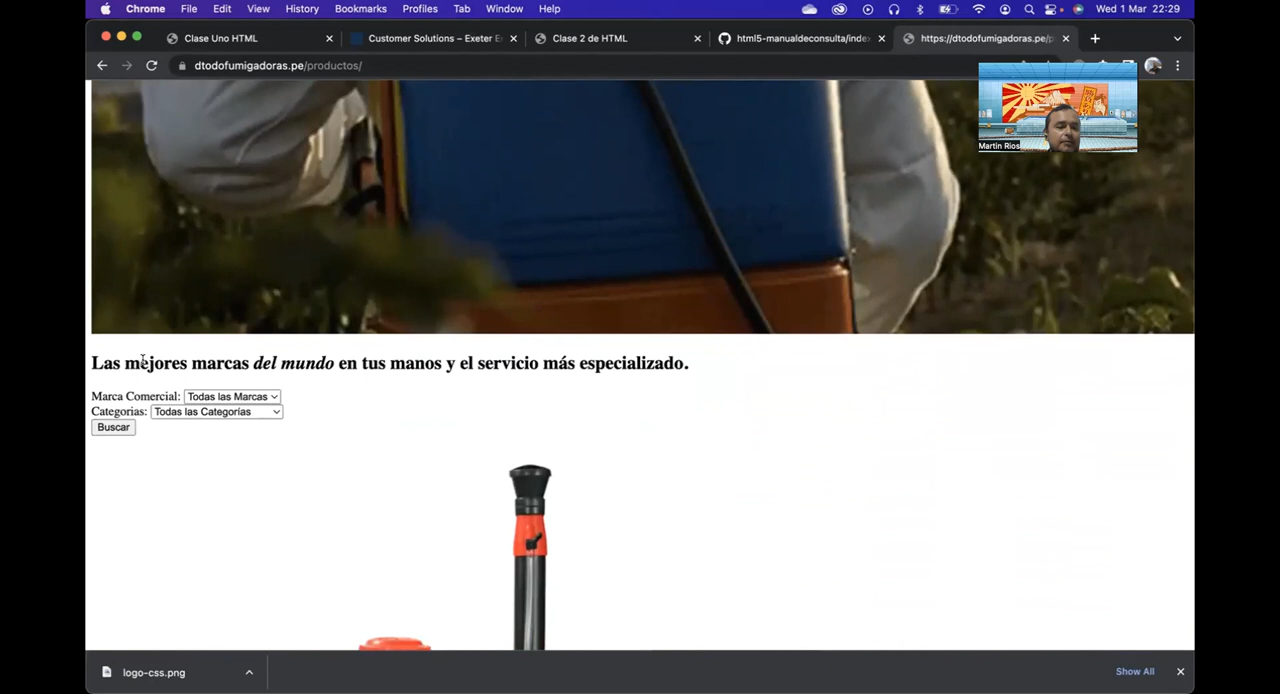 Chrome File Edit View History Bookmarks Profiles Tab Window Help Wed 1 Mar 22:29
Clase Uno HTML Customer Solutions – Exeter E Clase 2 de HTML html5-manualdeconsulta/index https://dtodofumigadoras.pe/p
dtodofumigadoras.pe/productos/
Martin Rios
Las mejores marcas del mundo en tus manos y el servicio más especializado.
Marca Comercial: Todas las Marcas
Categorias: Todas las Categorías
Buscar
logo-css.png Show All